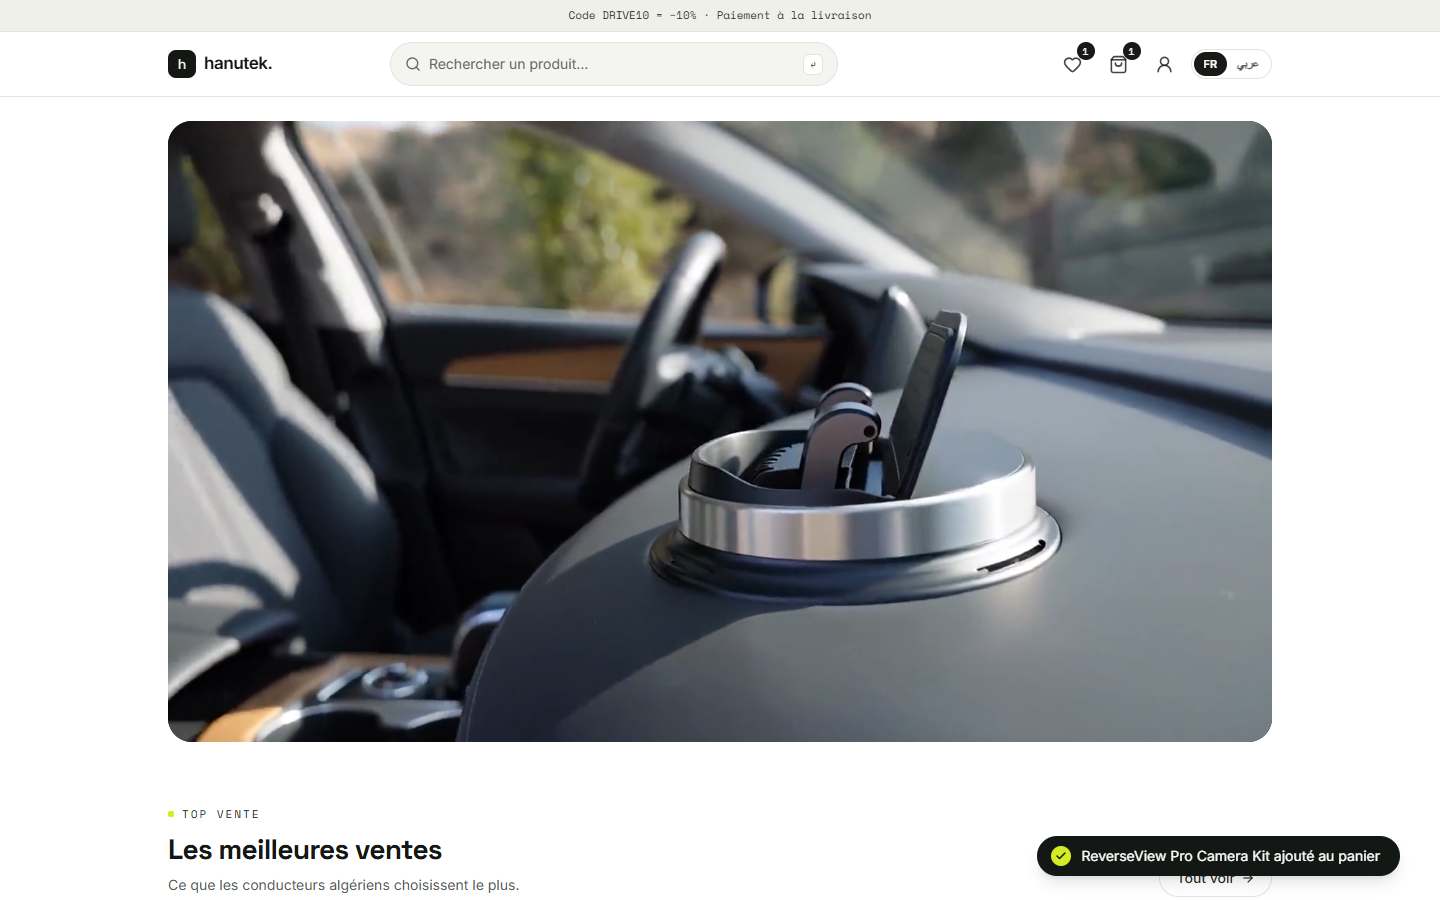 Code DRIVE10 = −10% · Paiement à la livraison
h hanutek.
Rechercher un produit...
1
1
FR
عربي
TOP VENTE
Les meilleures ventes
Ce que les conducteurs algériens choisissent le plus.
ReverseView Pro Camera Kit ajouté au panier
Tout voir →